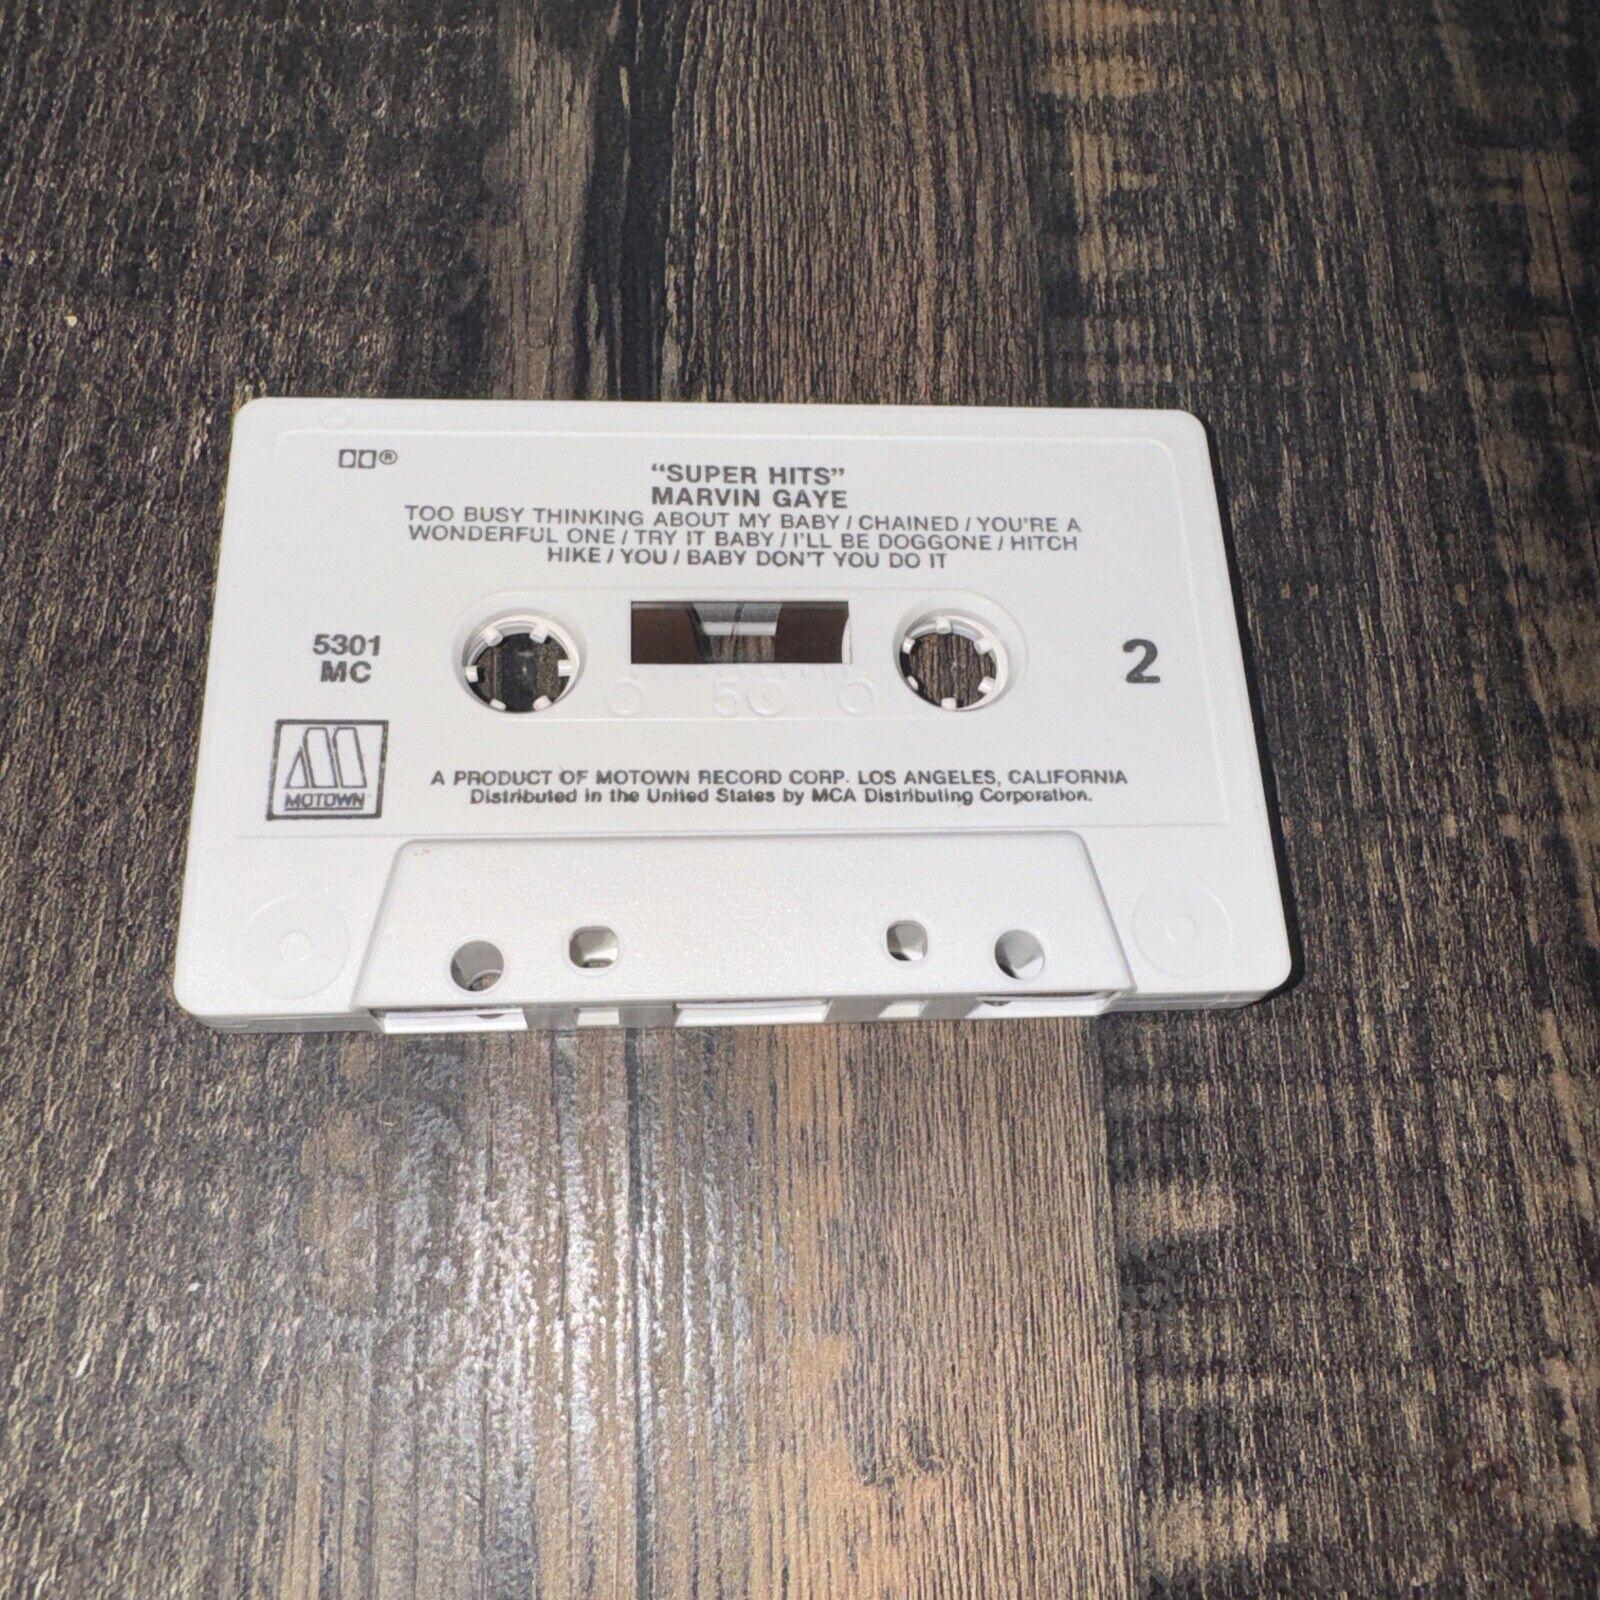 ®
“SUPER HITS”
MARVIN GAYE
TOO BUSY THINKING ABOUT MY BABY / CHAINED / YOU'RE A
WONDERFUL ONE / TRY IT BABY / I'LL BE DOGGONE / HITCH
HIKE / YOU / BABY DON'T YOU DO IT
5301
MC
2
50
MOTOWN
A PRODUCT OF MOTOWN RECORD CORP. LOS ANGELES, CALIFORNIA
Distributed in the United States by MCA Distributing Corporation.